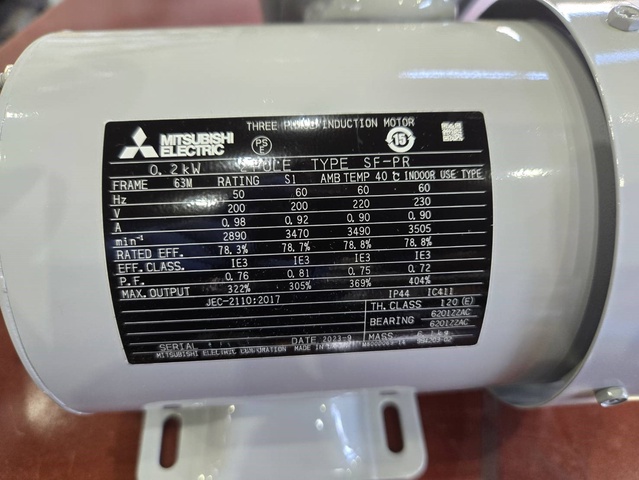 THREE PHASE INDUCTION MOTOR
MITSUBISHI
ELECTRIC
PS
E
15
0.2kW 2 POLE TYPE SF-PR
FRAME 63M RATING S1 AMB TEMP 40℃ INDOOR USE TYPE
Hz 50 60 60 60
V 200 200 220 230
A 0.98 0.92 0.90 0.90
min⁻¹ 2890 3470 3490 3505
RATED EFF. 78.3% 78.7% 78.8% 78.8%
EFF.CLASS. IE3 IE3 IE3 IE3
P.F. 0.76 0.81 0.75 0.72
MAX.OUTPUT 322% 305% 369% 404%
JEC-2110:2017 IP44 IC411
TH.CLASS 120(E)
BEARING 6201ZZAC
6201ZZAC
SERIAL DATE 2023-9 MASS kg
MITSUBISHI ELECTRIC CORPORATION MADE IN